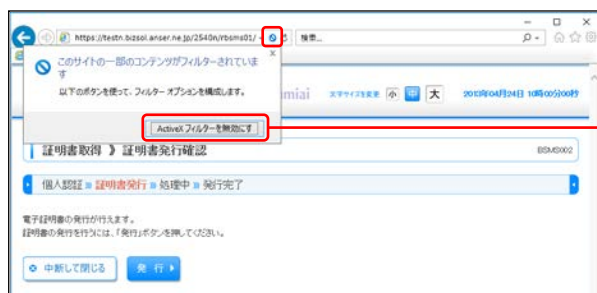 https://testn.bizsol.anser.ne.jp/2540n/rbsms01/
検索...
このサイトの一部のコンテンツがフィルターされていま
す
以下のボタンを使って、フィルター オプションを構成します。
ActiveX フィルターを無効にす
miai
文字サイズを変更 小 中 大
2013年04月24日 10時00分00秒
証明書取得 》 証明書発行確認
BSMS002
個人認証 » 証明書発行 » 処理中 » 発行完了
電子証明書の発行が行えます。
証明書の発行を行うには、「発行」ボタンを押してください。
中断して閉じる
発 行